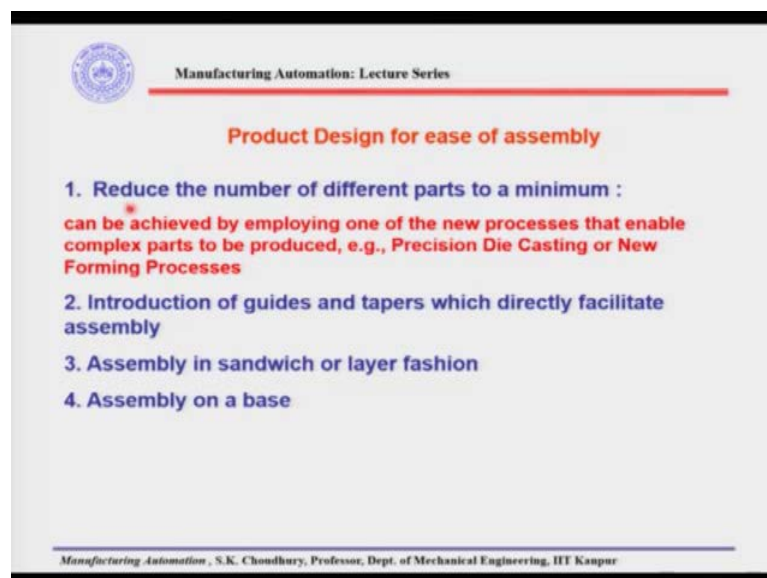 Manufacturing Automation: Lecture Series
Product Design for ease of assembly
1. Reduce the number of different parts to a minimum :
can be achieved by employing one of the new processes that enable
complex parts to be produced, e.g., Precision Die Casting or New
Forming Processes
2. Introduction of guides and tapers which directly facilitate
assembly
3. Assembly in sandwich or layer fashion
4. Assembly on a base
Manufacturing Automation , S.K. Choudhury, Professor, Dept. of Mechanical Engineering, IIT Kanpur